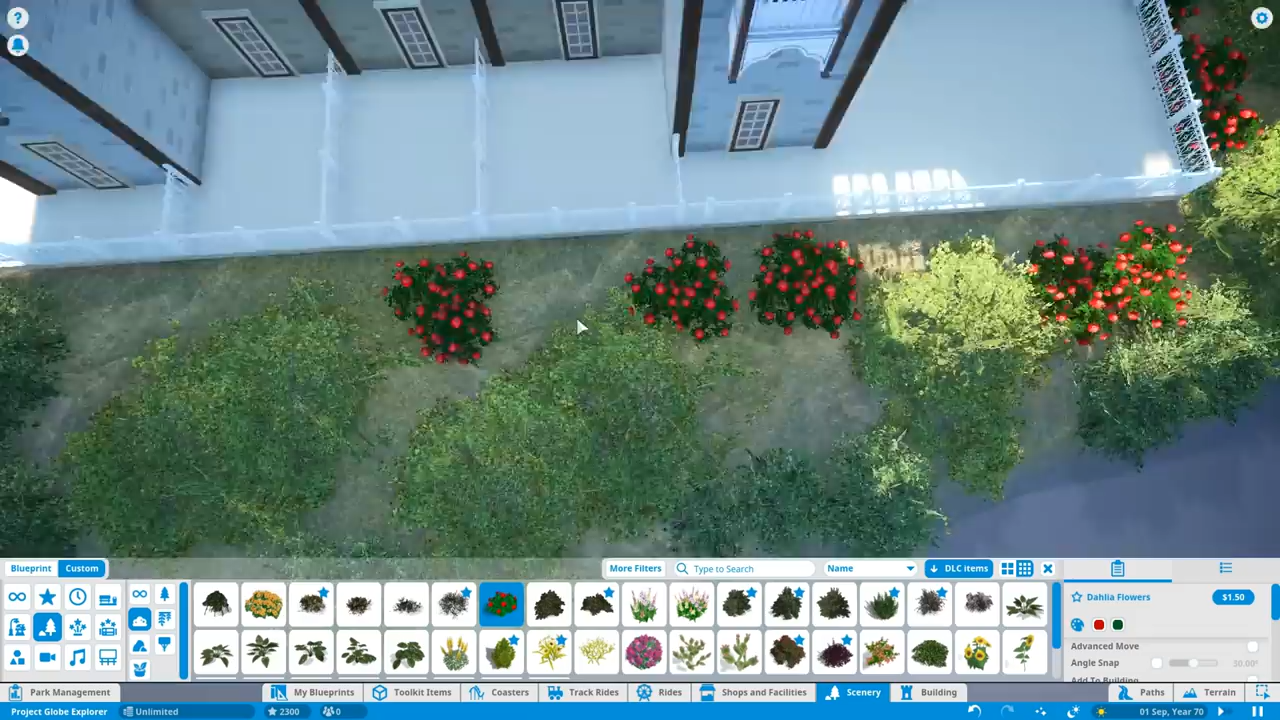 ?
Blueprint
Custom
More Filters
Type to Search
Name
DLC items
Dahlia Flowers
$1.50
Advanced Move
Angle Snap
30.00°
Park Management
My Blueprints
Toolkit Items
Coasters
Track Rides
Rides
Shops and Facilities
Scenery
Building
Paths
Terrain
Project Globe Explorer
Unlimited
2300
0
01 Sep, Year 70